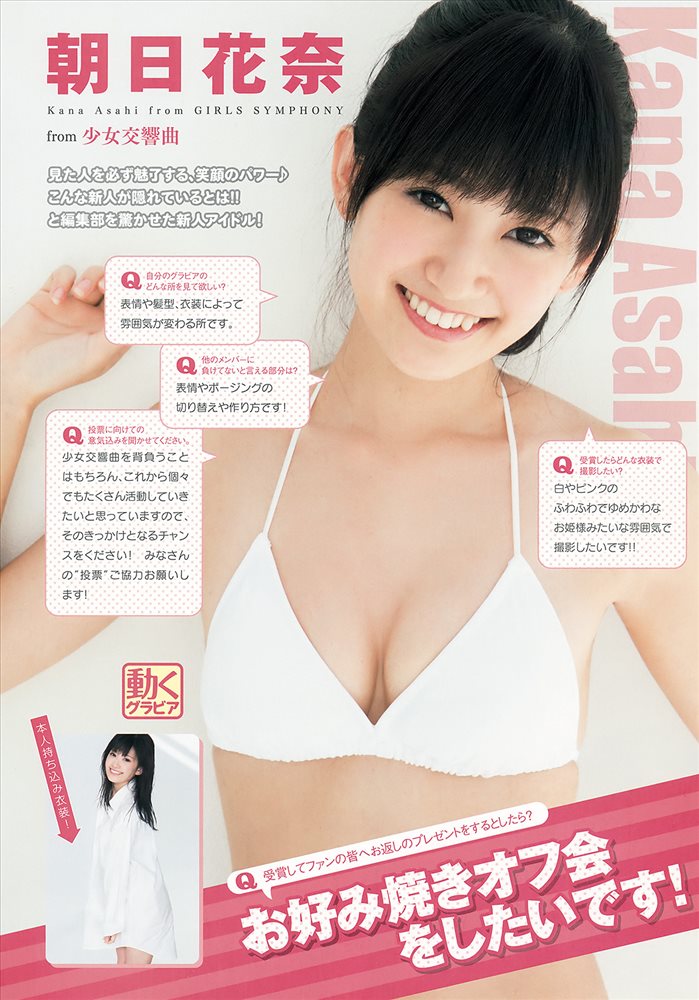 朝日花奈
Kana Asahi from GIRLS SYMPHONY
from 少女交響曲
見た人を必ず魅了する、笑顔のパワー♪
こんな新人が隠れているとは!!
と編集部を驚かせた新人アイドル!
Kana Asahi
Q 自分のグラビアの
どんな所を見て欲しい?
表情や髪型、衣装によって
雰囲気が変わる所です。
Q 他のメンバーに
負けてないと言える部分は?
表情やポージングの
切り替えや作り方です!
Q 投票に向けての
意気込みを聞かせてください。
少女交響曲を背負うこと
はもちろん、これから個々
でもたくさん活動していき
たいと思っていますので、
そのきっかけとなるチャン
スをください! みなさん
の“投票”ご協力お願いし
ます!
Q 受賞したらどんな衣装で
撮影したい?
白やピンクの
ふわふわでゆめかわな
お姫様みたいな雰囲気で
撮影したいです!!
動く
グラビア
本人持ち込み衣装!
Q 受賞してファンの皆へお返しのプレゼントをするとしたら?
お好み焼きオフ会
をしたいです!